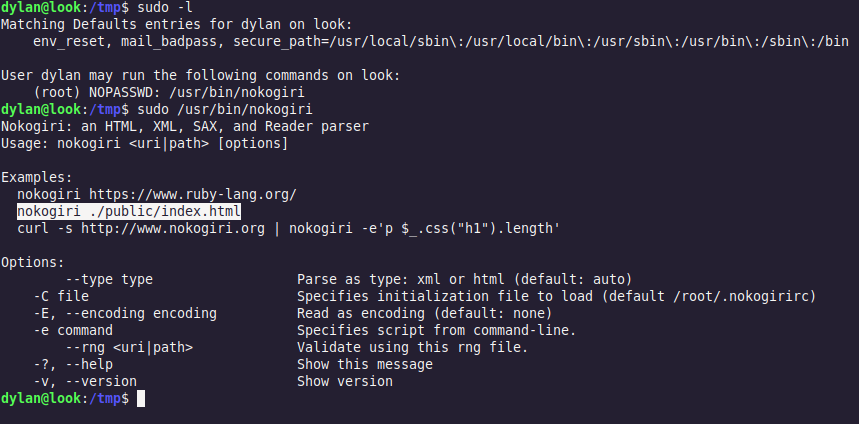 dylan@look:/tmp$ sudo -l
Matching Defaults entries for dylan on look:
    env_reset, mail_badpass, secure_path=/usr/local/sbin\:/usr/local/bin\:/usr/sbin\:/usr/bin\:/sbin\:/bin

User dylan may run the following commands on look:
    (root) NOPASSWD: /usr/bin/nokogiri
dylan@look:/tmp$ sudo /usr/bin/nokogiri
Nokogiri: an HTML, XML, SAX, and Reader parser
Usage: nokogiri <uri|path> [options]

Examples:
  nokogiri https://www.ruby-lang.org/
  nokogiri ./public/index.html
  curl -s http://www.nokogiri.org | nokogiri -e'p $_.css("h1").length'

Options:
        --type type                  Parse as type: xml or html (default: auto)
    -C file                          Specifies initialization file to load (default /root/.nokogirirc)
    -E, --encoding encoding          Read as encoding (default: none)
    -e command                       Specifies script from command-line.
        --rng <uri|path>             Validate using this rng file.
    -?, --help                       Show this message
    -v, --version                    Show version
dylan@look:/tmp$